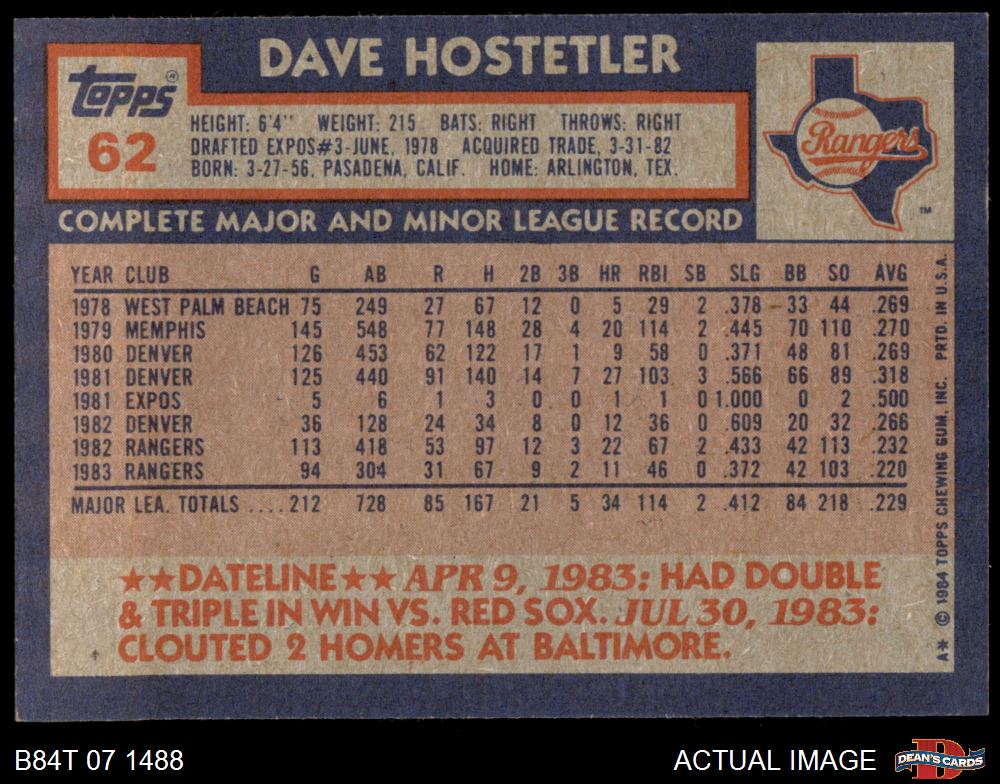 DAVE HOSTETLER
Topps®
62
HEIGHT: 6'4" WEIGHT: 215 BATS: RIGHT THROWS: RIGHT
DRAFTED EXPOS#3-JUNE, 1978 ACQUIRED TRADE, 3-31-82
BORN: 3-27-56, PASADENA, CALIF. HOME: ARLINGTON, TEX.
Rangers
TM
COMPLETE MAJOR AND MINOR LEAGUE RECORD
YEAR CLUB G AB R H 2B 3B HR RBI SB SLG BB SO AVG
1978 WEST PALM BEACH 75 249 27 67 12 0 5 29 2 .378 33 44 .269
1979 MEMPHIS 145 548 77 148 28 4 20 114 2 .445 70 110 .270
1980 DENVER 126 453 62 122 17 1 9 58 0 .371 48 81 .269
1981 DENVER 125 440 91 140 14 7 27 103 3 .566 66 89 .318
1981 EXPOS 5 6 1 3 0 0 1 1 0 1.000 0 2 .500
1982 DENVER 36 128 24 34 8 0 12 36 0 .609 20 32 .266
1982 RANGERS 113 418 53 97 12 3 22 67 2 .433 42 113 .232
1983 RANGERS 94 304 31 67 9 2 11 46 0 .372 42 103 .220
MAJOR LEA. TOTALS ....212 728 85 167 21 5 34 114 2 .412 84 218 .229
★★DATELINE★★ APR 9, 1983: HAD DOUBLE
& TRIPLE IN WIN VS. RED SOX. JUL 30, 1983:
CLOUTED 2 HOMERS AT BALTIMORE.
A* © 1984 TOPPS CHEWING GUM, INC. PRTD. IN U.S.A.
B84T 07 1488
ACTUAL IMAGE
D
DEAN'S CARDS